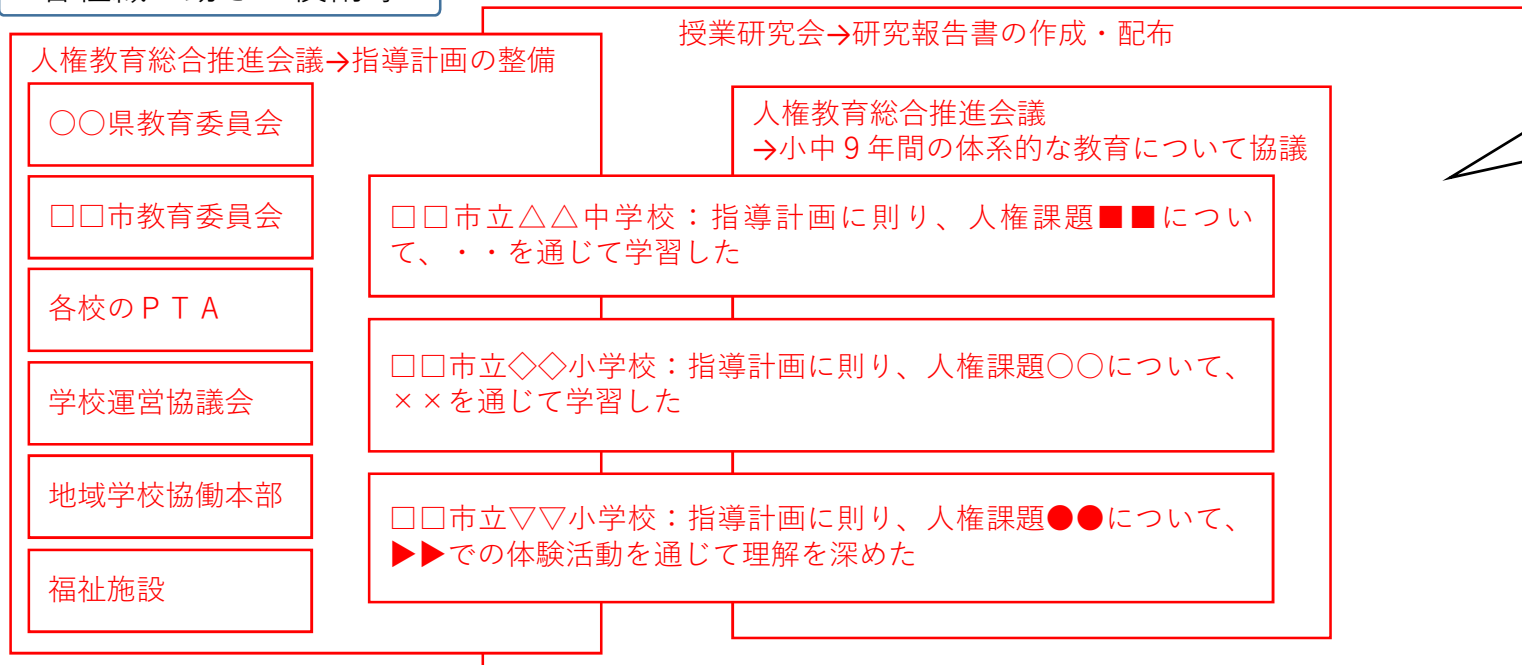 授業研究会→研究報告書の作成・配布
人権教育総合推進会議→指導計画の整備
○○県教育委員会
□□市教育委員会
各校のＰＴＡ
学校運営協議会
地域学校協働本部
福祉施設
人権教育総合推進会議
→小中９年間の体系的な教育について協議
□□市立△△中学校：指導計画に則り、人権課題■■につい
て、・・を通じて学習した
□□市立◇◇小学校：指導計画に則り、人権課題○○について、
××を通じて学習した
□□市立▽▽小学校：指導計画に則り、人権課題●●について、
▶▶での体験活動を通じて理解を深めた